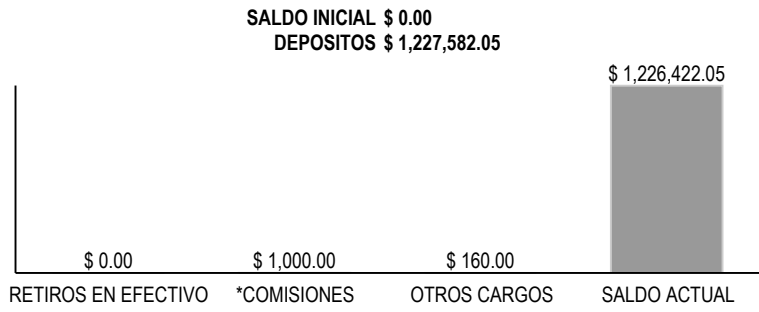 SALDO INICIAL $ 0.00
DEPOSITOS $ 1,227,582.05
$ 1,226,422.05
$ 0.00 $ 1,000.00 $ 160.00
RETIROS EN EFECTIVO *COMISIONES OTROS CARGOS SALDO ACTUAL